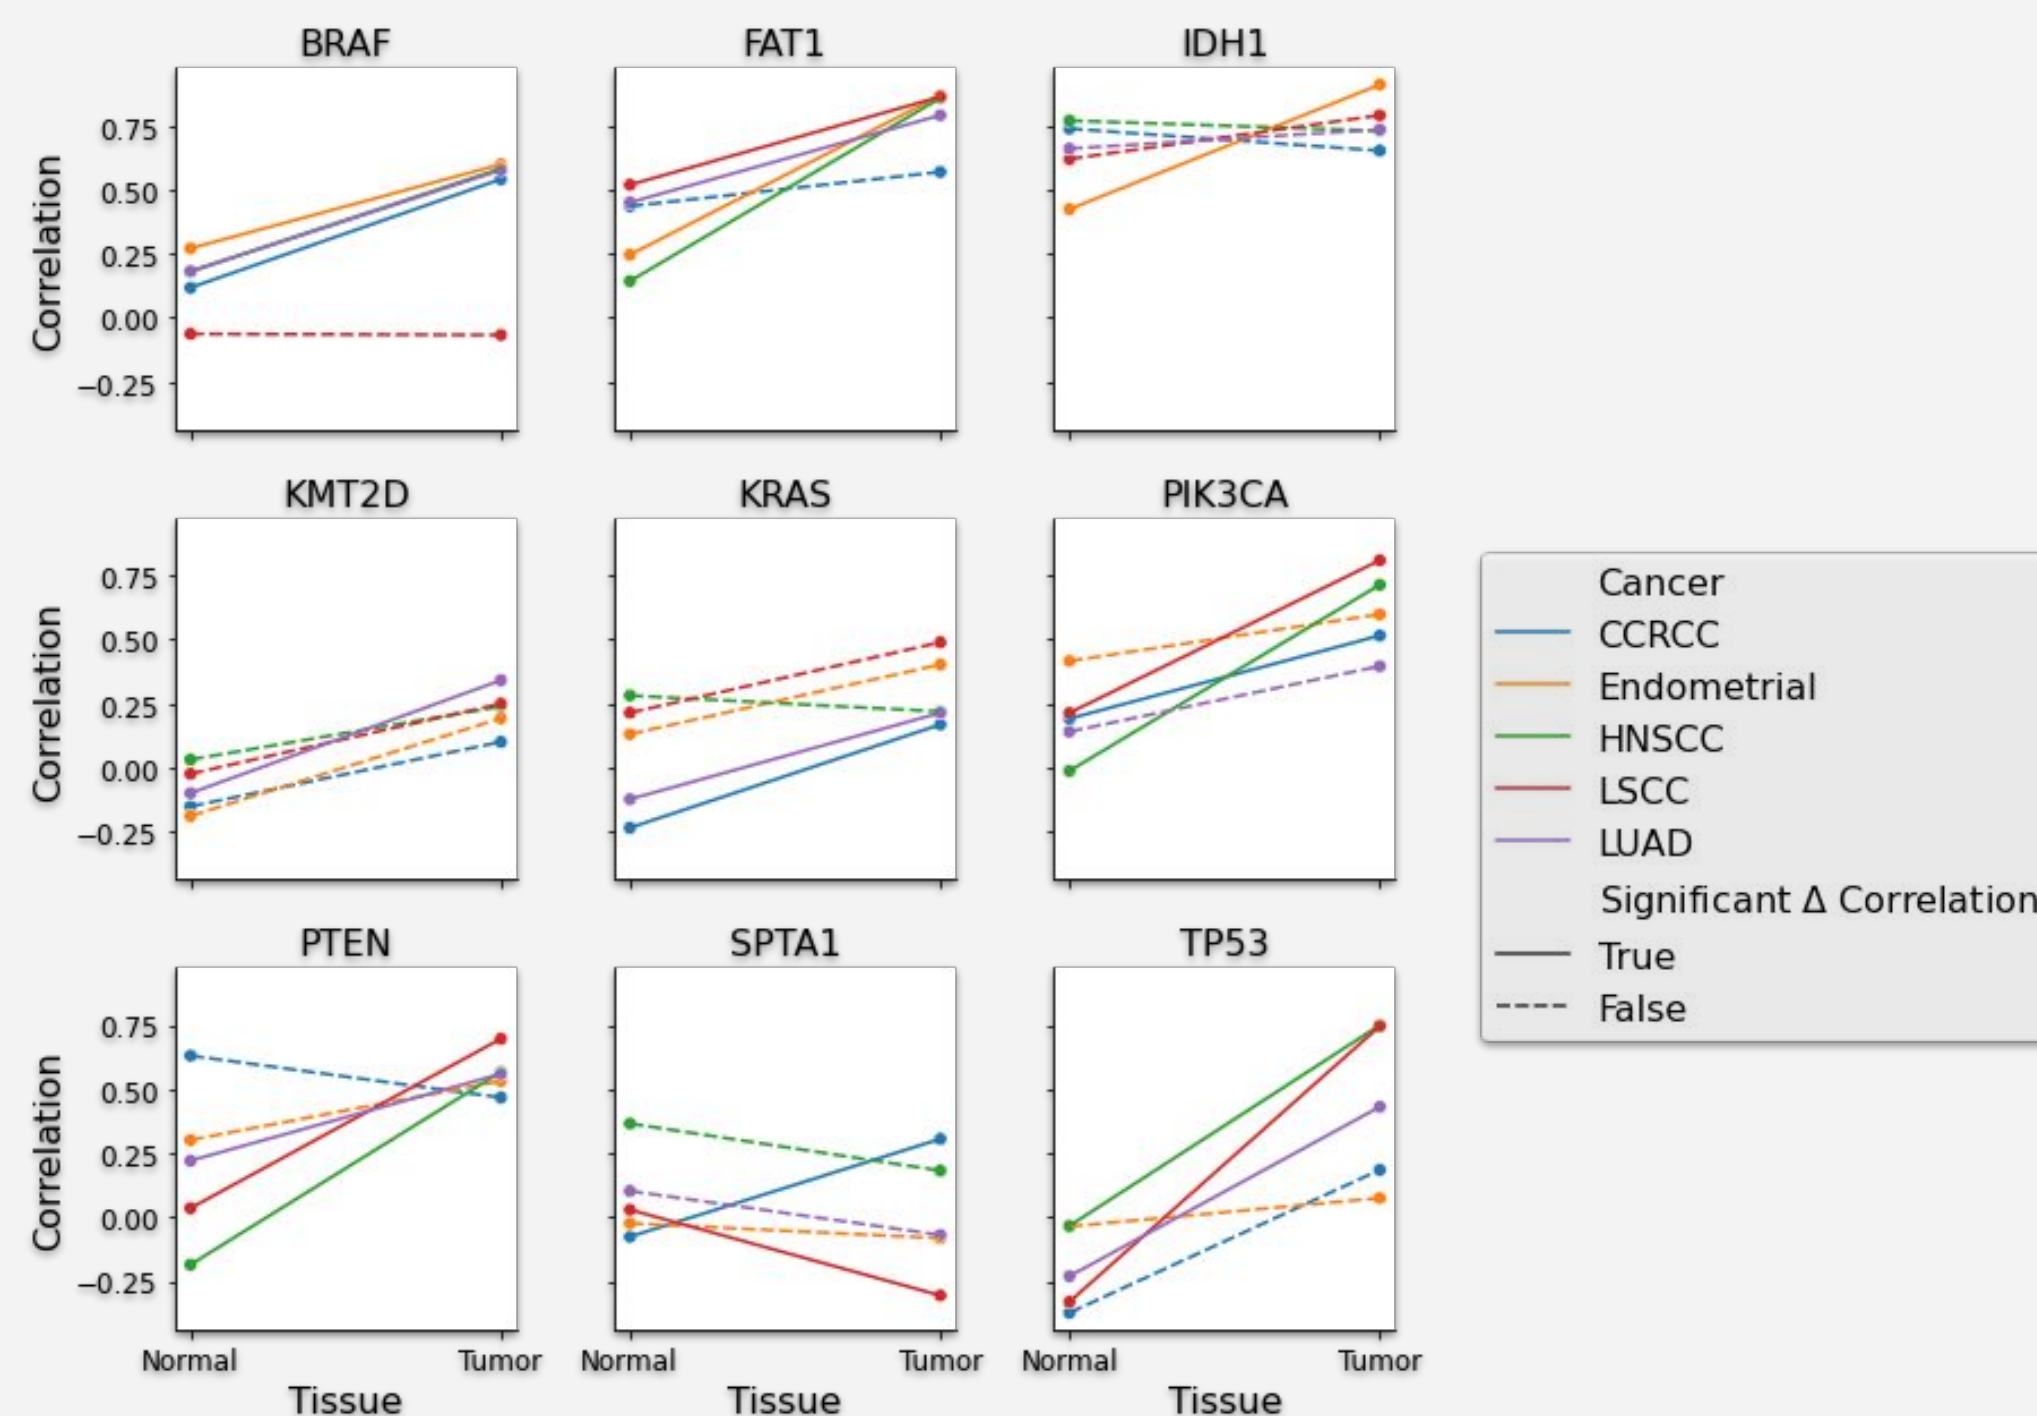 BRAF
FAT1
IDH1
Correlation
0.75
0.50
0.25
0.00
−0.25
KMT2D
KRAS
PIK3CA
Correlation
0.75
0.50
0.25
0.00
−0.25
PTEN
SPTA1
TP53
Correlation
0.75
0.50
0.25
0.00
−0.25
Normal Tumor
Normal Tumor
Normal Tumor
Tissue
Tissue
Tissue
Cancer
CCRCC
Endometrial
HNSCC
LSCC
LUAD
Significant Δ Correlation
True
False